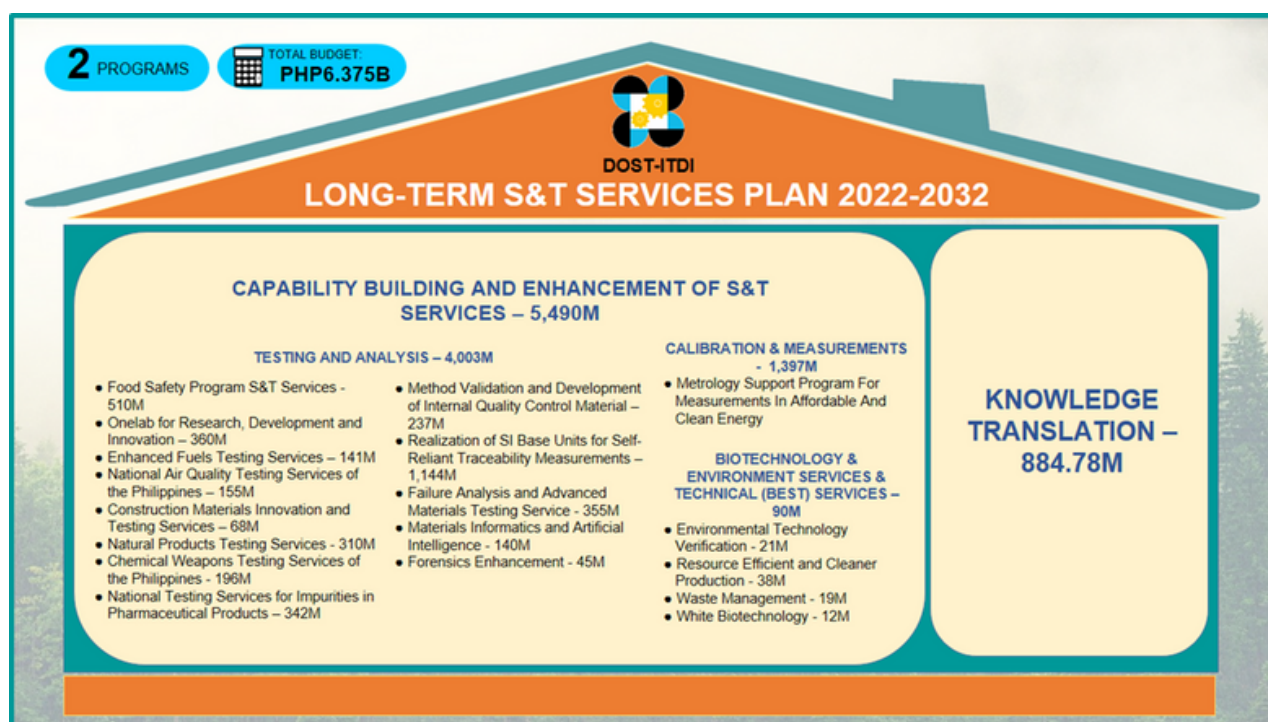 2 PROGRAMS
TOTAL BUDGET:
PHP6.375B
DOST-ITDI
LONG-TERM S&T SERVICES PLAN 2022-2032
CAPABILITY BUILDING AND ENHANCEMENT OF S&T
SERVICES – 5,490M
TESTING AND ANALYSIS – 4,003M
● Food Safety Program S&T Services -
510M
● Onelab for Research, Development and
Innovation – 360M
● Enhanced Fuels Testing Services – 141M
● National Air Quality Testing Services of
the Philippines – 155M
● Construction Materials Innovation and
Testing Services – 68M
● Natural Products Testing Services - 310M
● Chemical Weapons Testing Services of
the Philippines - 196M
● National Testing Services for Impurities in
Pharmaceutical Products – 342M
● Method Validation and Development
of Internal Quality Control Material –
237M
● Realization of SI Base Units for Self-
Reliant Traceability Measurements –
1,144M
● Failure Analysis and Advanced
Materials Testing Service - 355M
● Materials Informatics and Artificial
Intelligence - 140M
● Forensics Enhancement - 45M
CALIBRATION & MEASUREMENTS
- 1,397M
● Metrology Support Program For
Measurements In Affordable And
Clean Energy
BIOTECHNOLOGY &
ENVIRONMENT SERVICES &
TECHNICAL (BEST) SERVICES –
90M
● Environmental Technology
Verification - 21M
● Resource Efficient and Cleaner
Production - 38M
● Waste Management - 19M
● White Biotechnology - 12M
KNOWLEDGE
TRANSLATION –
884.78M